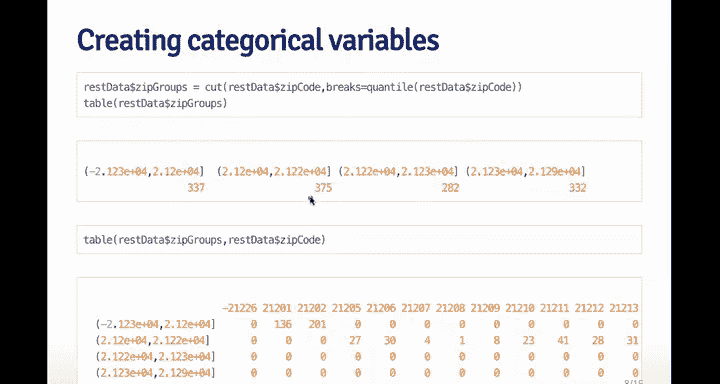 Creating categorical variables
restData$zipGroups = cut(restData$zipCode,breaks=quantile(restData$zipCode))
table(restData$zipGroups)
(-2.123e+04,2.12e+04] (2.12e+04,2.122e+04] (2.122e+04,2.123e+04] (2.123e+04,2.129e+04]
337 375 282 332
table(restData$zipGroups,restData$zipCode)
-21226 21201 21202 21205 21206 21207 21208 21209 21210 21211 21212 21213
(-2.123e+04,2.12e+04] 0 136 201 0 0 0 0 0 0 0 0 0
(2.12e+04,2.122e+04] 0 0 0 27 30 4 1 8 23 41 28 31
(2.122e+04,2.123e+04] 0 0 0 0 0 0 0 0 0 0 0 0
(2.123e+04,2.129e+04] 0 0 0 0 0 0 0 0 0 0 0 0